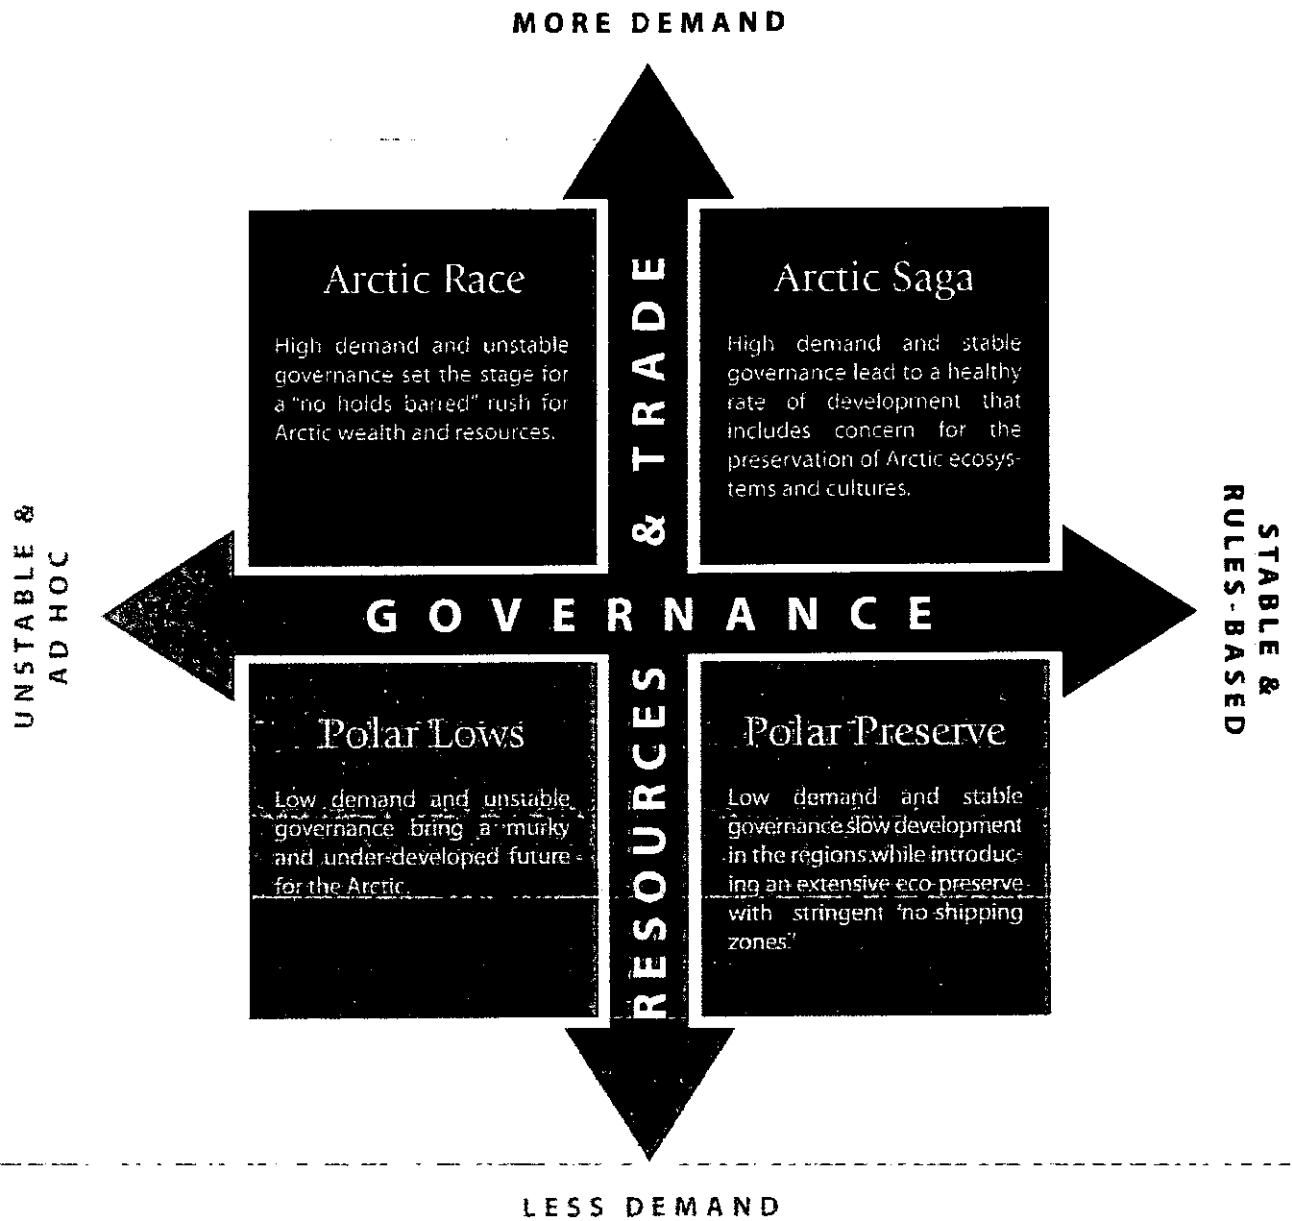 MORE DEMAND
Arctic Race
High demand and unstable
governance set the stage for
a "no holds barred" rush for
Arctic wealth and resources.
Arctic Saga
High demand and stable
governance lead to a healthy
rate of development that
includes concern for the
preservation of Arctic ecosys-
tems and cultures.
RESOURCES & TRADE
UNSTABLE &
AD HOC
GOVERNANCE
STABLE &
RULES-BASED
Polar Lows
Low demand and unstable
governance bring a murky
and under-developed future
for the Arctic.
Polar Preserve
Low demand and stable
governance slow development
in the regions while introduc-
ing an extensive eco-preserve
with stringent "no-shipping
zones."
LESS DEMAND